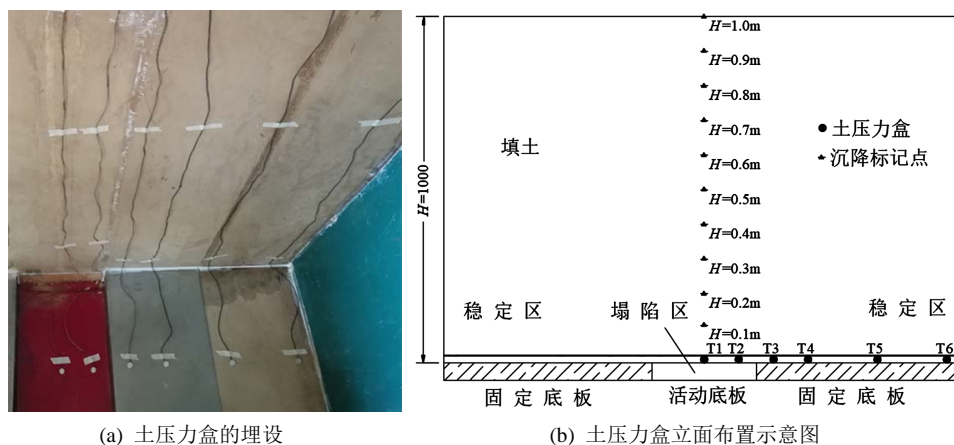 H=1.0m
H=0.9m
H=0.8m
H=0.7m
H=0.6m
H=0.5m
H=0.4m
H=0.3m
H=0.2m
H=0.1m
填土
土压力盒
沉降标记点
H=1000
稳定区
塌陷区
稳定区
T1 T2 T3 T4 T5 T6
固定底板
活动底板
固定底板
(a) 土压力盒的埋设
(b) 土压力盒立面布置示意图